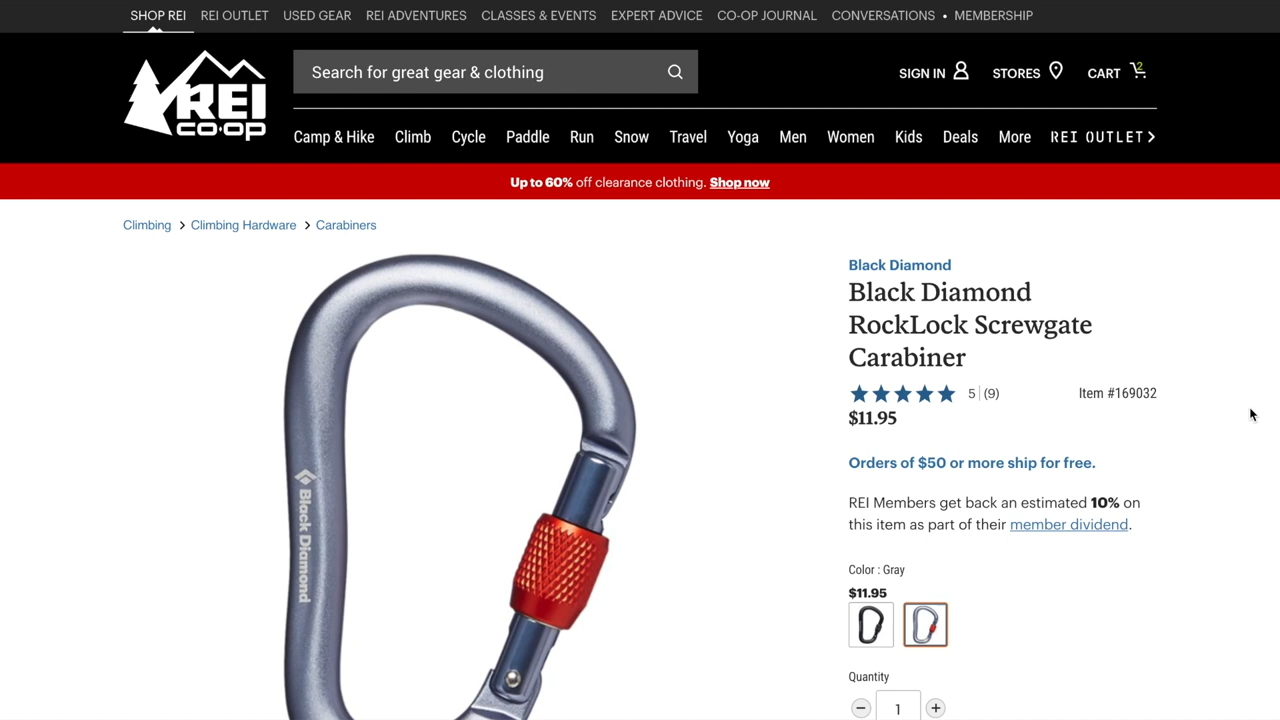 SHOP REI REI OUTLET USED GEAR REI ADVENTURES CLASSES & EVENTS EXPERT ADVICE CO-OP JOURNAL CONVERSATIONS • MEMBERSHIP
REI
CO·OP
Search for great gear & clothing
SIGN IN STORES CART 2
Camp & Hike Climb Cycle Paddle Run Snow Travel Yoga Men Women Kids Deals More REI OUTLET
Up to 60% off clearance clothing. Shop now
Climbing > Climbing Hardware > Carabiners
Black Diamond
Black Diamond
Black Diamond
RockLock Screwgate
Carabiner
5 (9) Item #169032
$11.95
Orders of $50 or more ship for free.
REI Members get back an estimated 10% on
this item as part of their member dividend.
Color : Gray
$11.95
Quantity
1